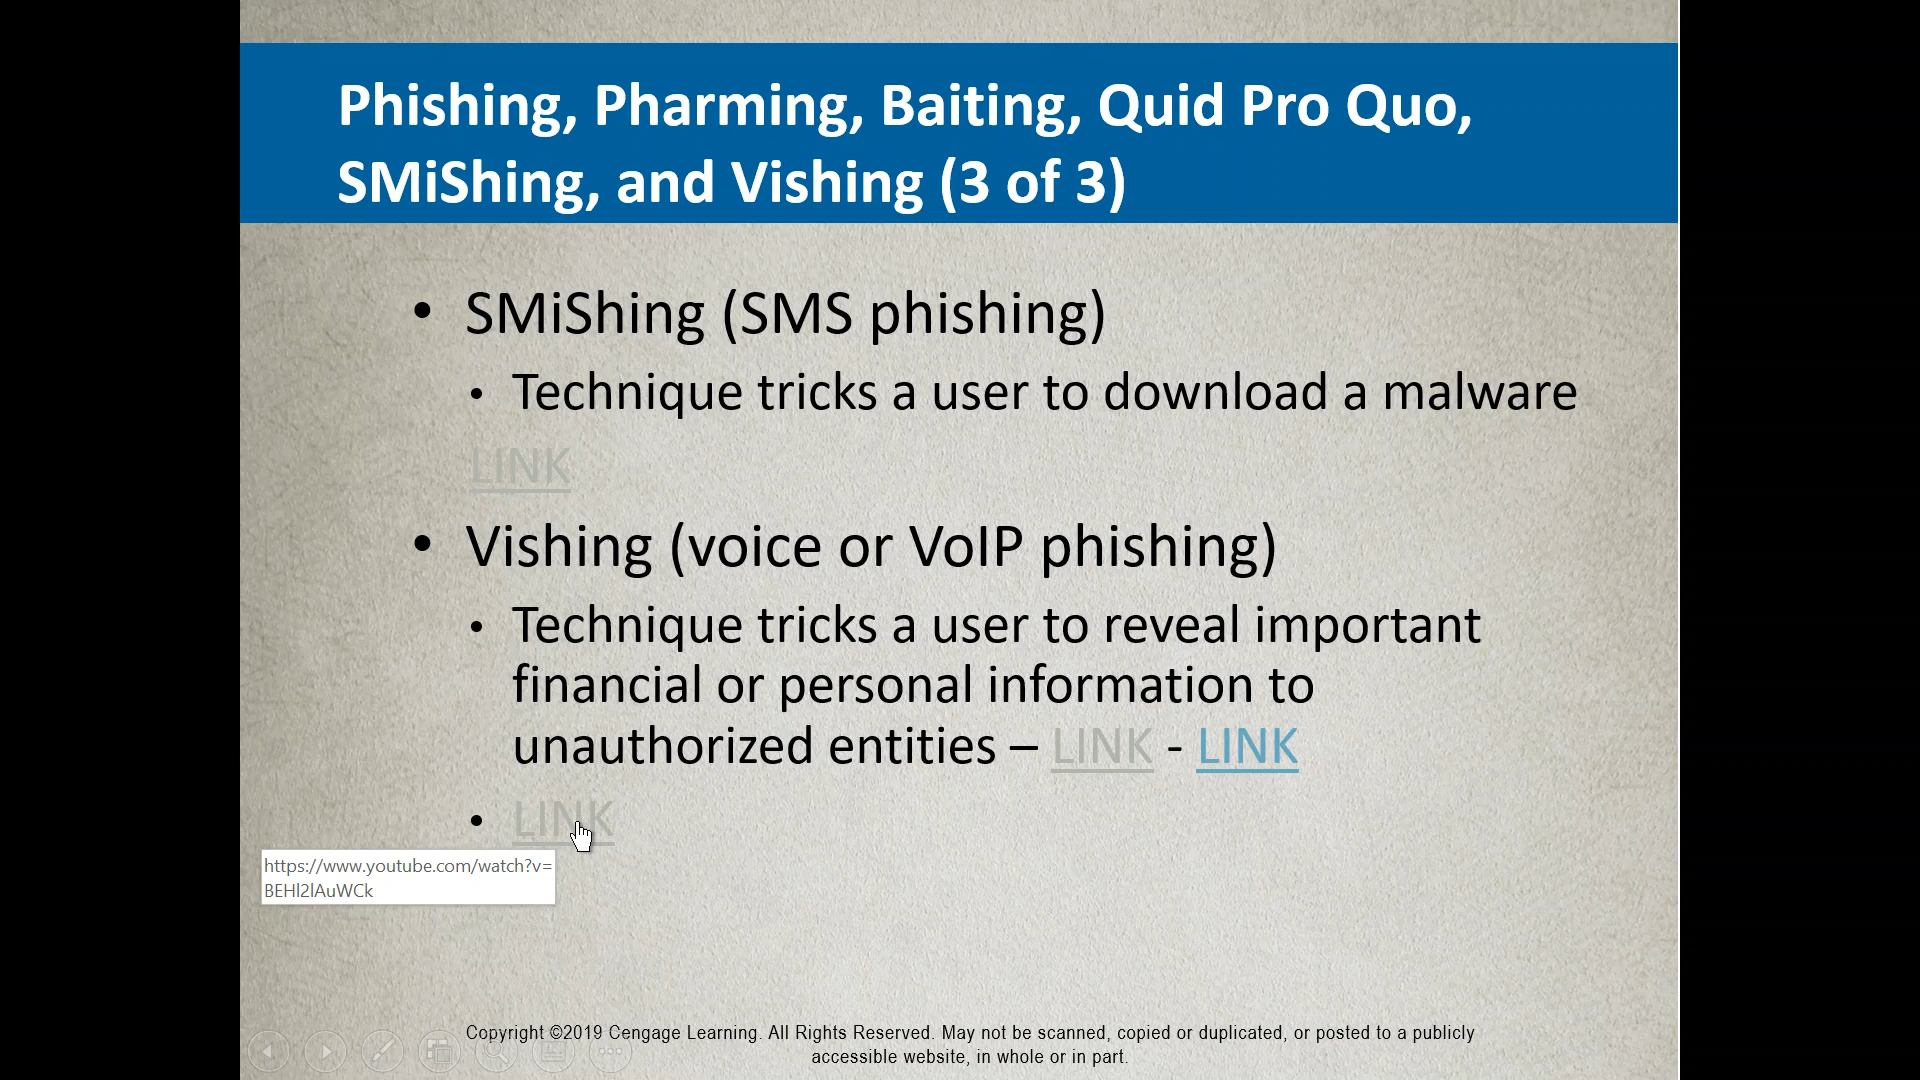 Phishing, Pharming, Baiting, Quid Pro Quo,
SMiShing, and Vishing (3 of 3)
• SMiShing (SMS phishing)
• Technique tricks a user to download a malware
LINK
• Vishing (voice or VoIP phishing)
• Technique tricks a user to reveal important
financial or personal information to
unauthorized entities – LINK - LINK
• LINK
https://www.youtube.com/watch?v=
BEHl2lAuWCk
Copyright ©2019 Cengage Learning. All Rights Reserved. May not be scanned, copied or duplicated, or posted to a publicly
accessible website, in whole or in part.